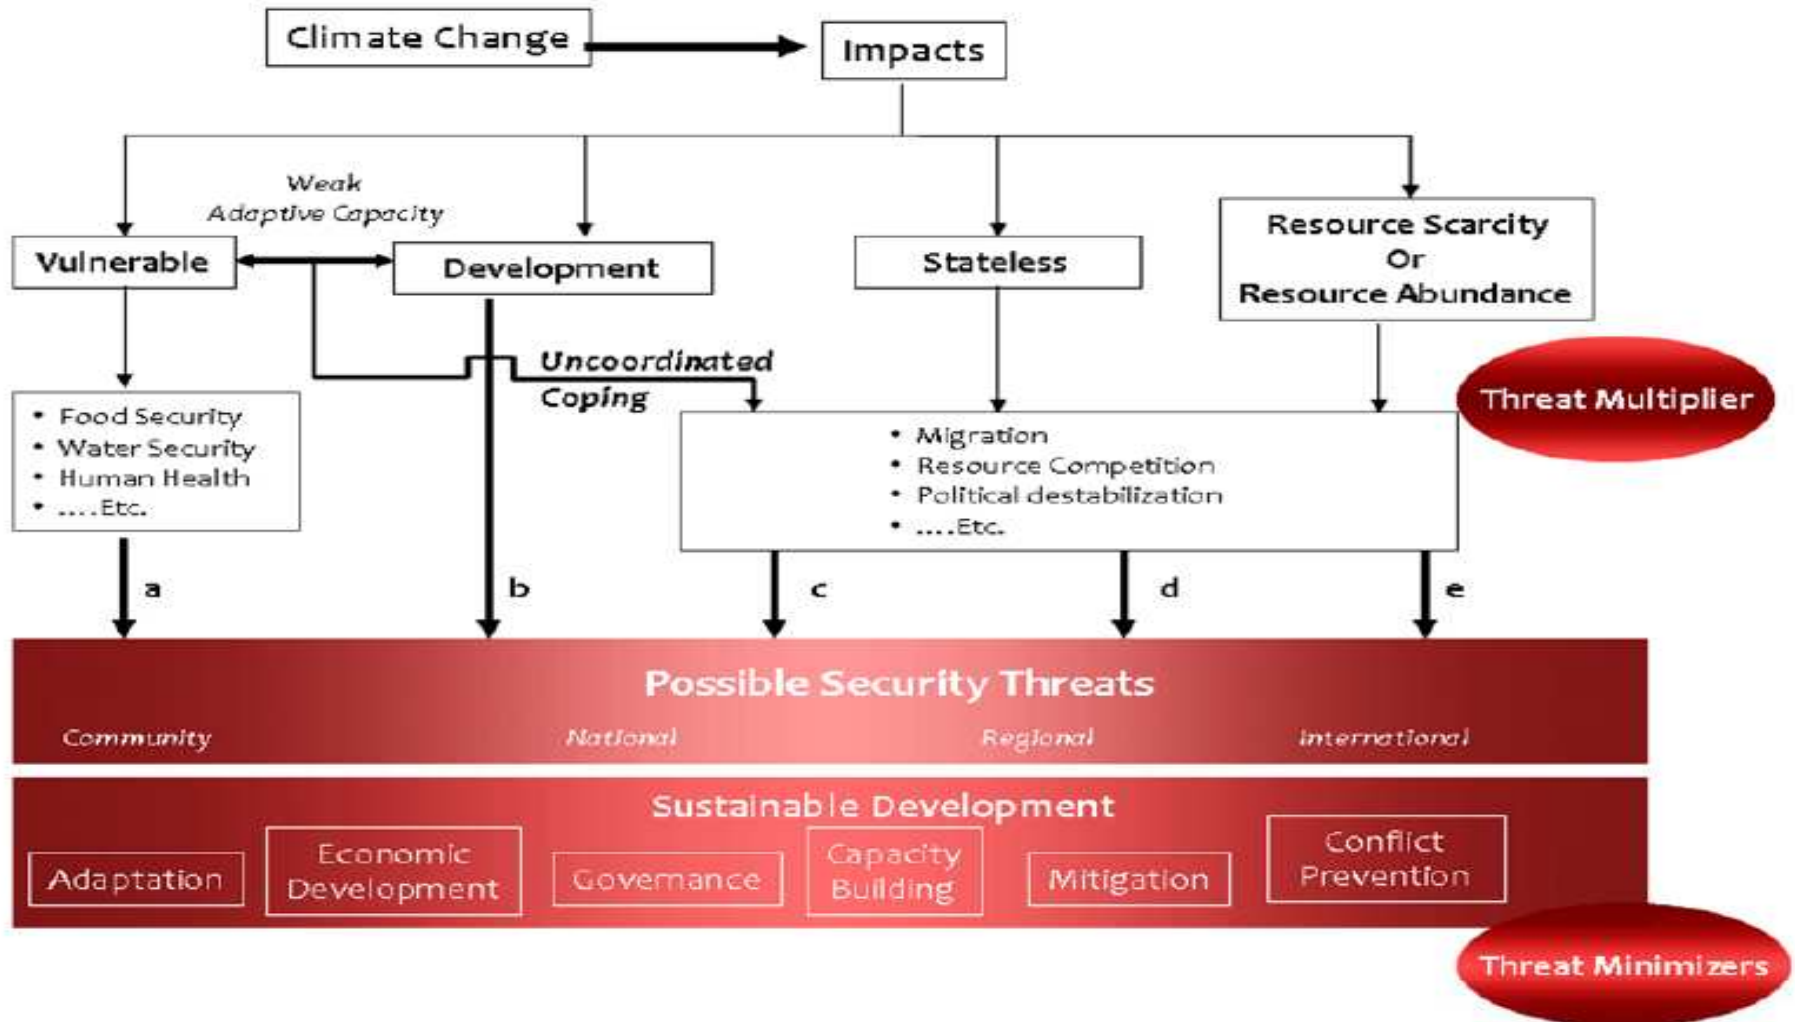 Climate Change
Impacts
Weak
Adaptive Capacity
Vulnerable
Development
Stateless
Resource Scarcity
Or
Resource Abundance
Uncoordinated
Coping
Threat Multiplier
• Food Security
• Water Security
• Human Health
• ....Etc.
• Migration
• Resource Competition
• Political destabilization
• ....Etc.
a
b
c
d
e
Possible Security Threats
Community
National
Regional
International
Sustainable Development
Adaptation
Economic
Development
Governance
Capacity
Building
Mitigation
Conflict
Prevention
Threat Minimizers